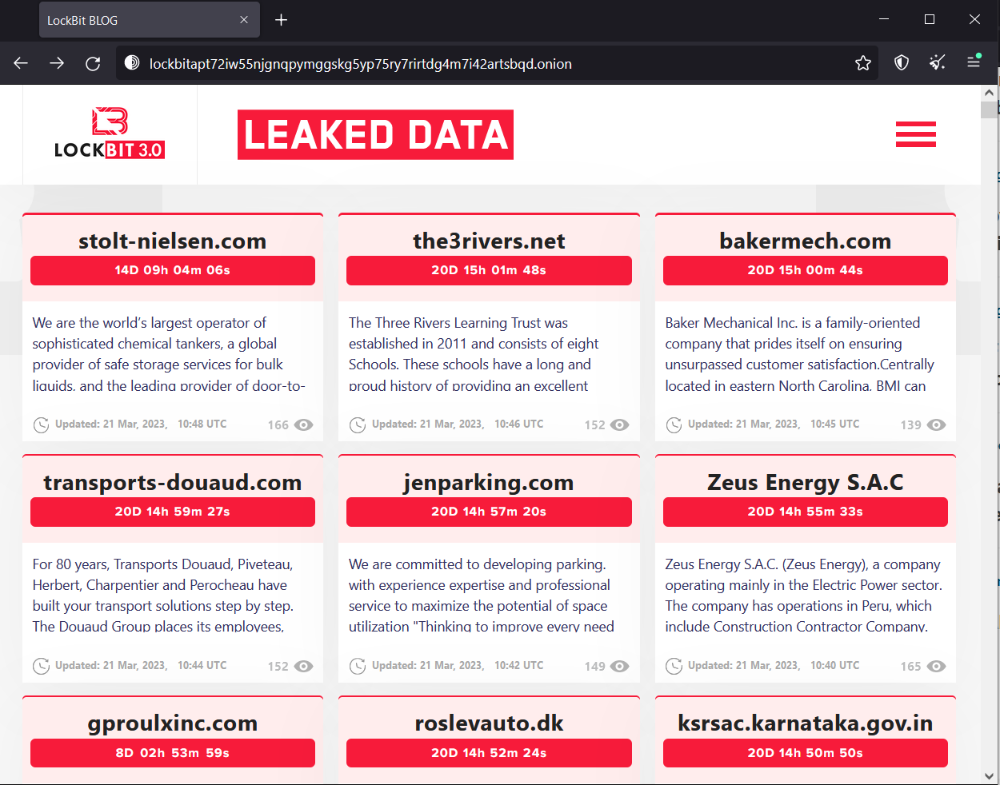 LockBit BLOG
lockbitapt72iw55njgnqpymggskg5yp75ry7rirtdg4m7i42artsbqd.onion
LOCKBIT 3.0
LEAKED DATA
stolt-nielsen.com
14D 09h 04m 06s
We are the world’s largest operator of
sophisticated chemical tankers, a global
provider of safe storage services for bulk
liquids, and the leading provider of door-to-
Updated: 21 Mar, 2023, 10:48 UTC
166
the3rivers.net
20D 15h 01m 48s
The Three Rivers Learning Trust was
established in 2011 and consists of eight
Schools. These schools have a long and
proud history of providing an excellent
Updated: 21 Mar, 2023, 10:46 UTC
152
bakermech.com
20D 15h 00m 44s
Baker Mechanical Inc. is a family-oriented
company that prides itself on ensuring
unsurpassed customer satisfaction.Centrally
located in eastern North Carolina, BMI can
Updated: 21 Mar, 2023, 10:45 UTC
139
transports-douaud.com
20D 14h 59m 27s
For 80 years, Transports Douaud, Piveteau,
Herbert, Charpentier and Perocheau have
built your transport solutions step by step.
The Douaud Group places its employees,
Updated: 21 Mar, 2023, 10:44 UTC
152
jenparking.com
20D 14h 57m 20s
We are committed to developing parking.
with experience expertise and professional
service to maximize the potential of space
utilization "Thinking to improve every need
Updated: 21 Mar, 2023, 10:42 UTC
149
Zeus Energy S.A.C
20D 14h 55m 33s
Zeus Energy S.A.C. (Zeus Energy), a company
operating mainly in the Electric Power sector.
The company has operations in Peru, which
include Construction Contractor Company.
Updated: 21 Mar, 2023, 10:40 UTC
165
gproulxinc.com
8D 02h 53m 59s
roslevauto.dk
20D 14h 52m 24s
ksrsac.karnataka.gov.in
20D 14h 50m 50s